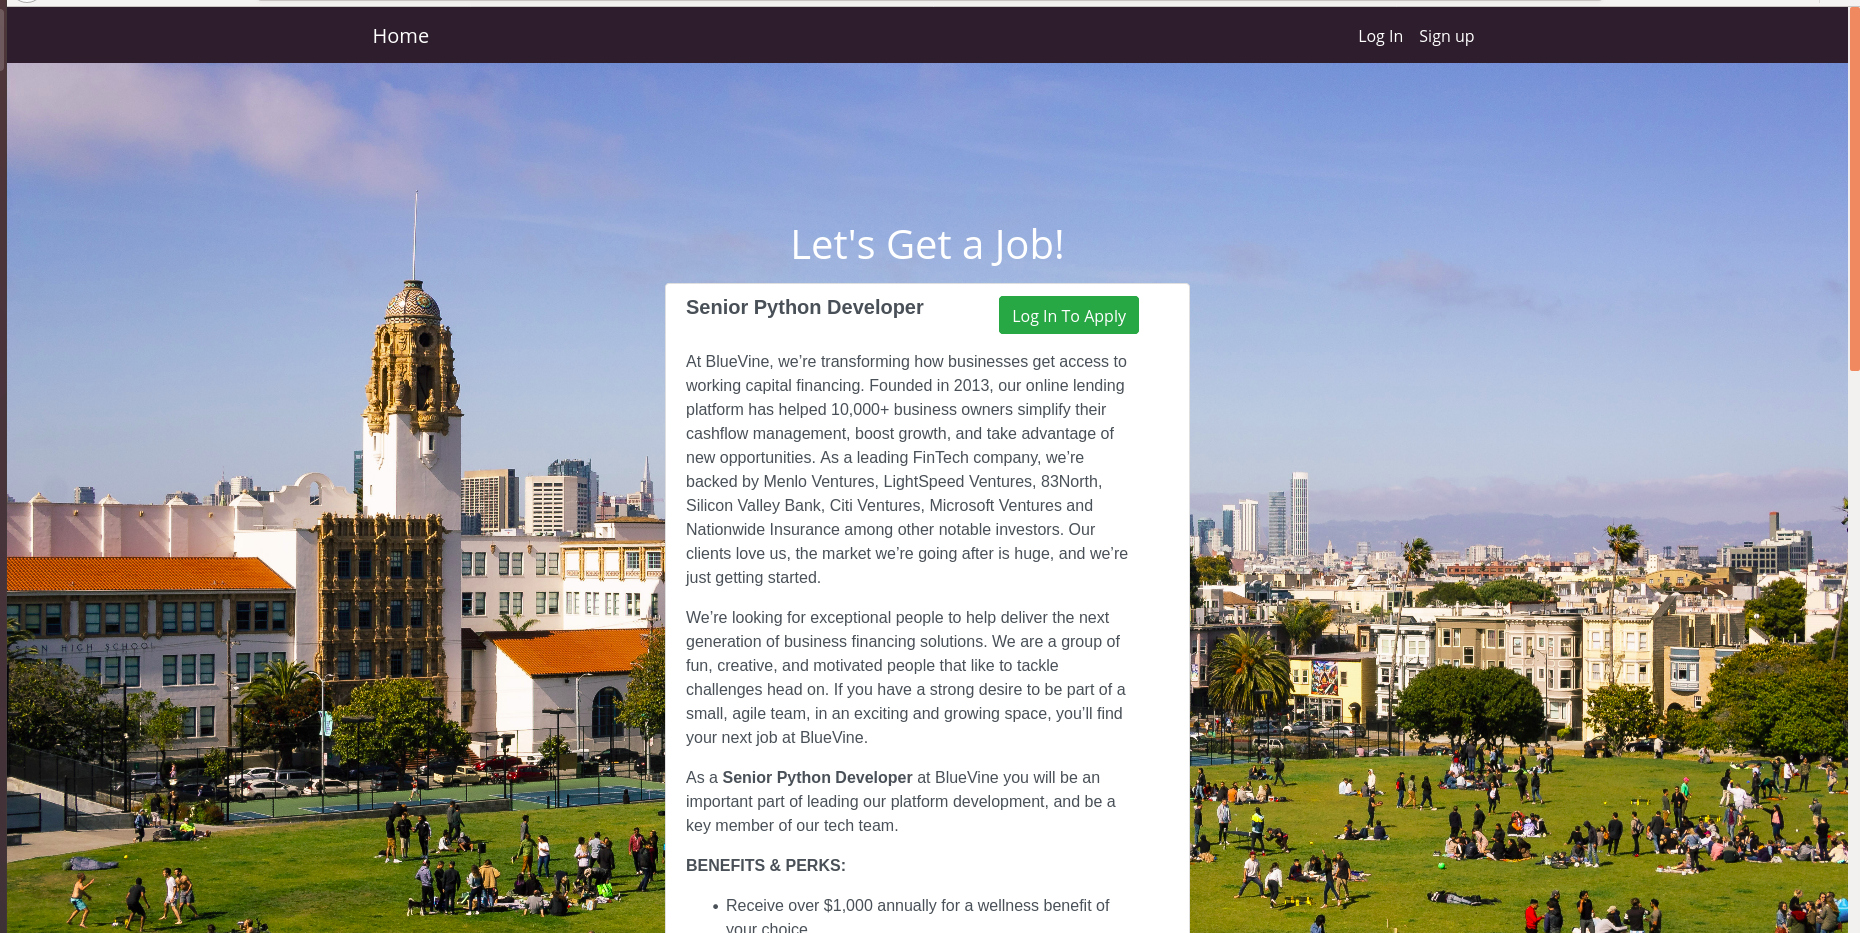 Home
Log In Sign up
Let's Get a Job!
Senior Python Developer
Log In To Apply
At BlueVine, we’re transforming how businesses get access to
working capital financing. Founded in 2013, our online lending
platform has helped 10,000+ business owners simplify their
cashflow management, boost growth, and take advantage of
new opportunities. As a leading FinTech company, we’re
backed by Menlo Ventures, LightSpeed Ventures, 83North,
Silicon Valley Bank, Citi Ventures, Microsoft Ventures and
Nationwide Insurance among other notable investors. Our
clients love us, the market we’re going after is huge, and we’re
just getting started.
We’re looking for exceptional people to help deliver the next
generation of business financing solutions. We are a group of
fun, creative, and motivated people that like to tackle
challenges head on. If you have a strong desire to be part of a
small, agile team, in an exciting and growing space, you’ll find
your next job at BlueVine.
As a Senior Python Developer at BlueVine you will be an
important part of leading our platform development, and be a
key member of our tech team.
BENEFITS & PERKS:
Receive over $1,000 annually for a wellness benefit of
your choice
HIGH SCHOOL